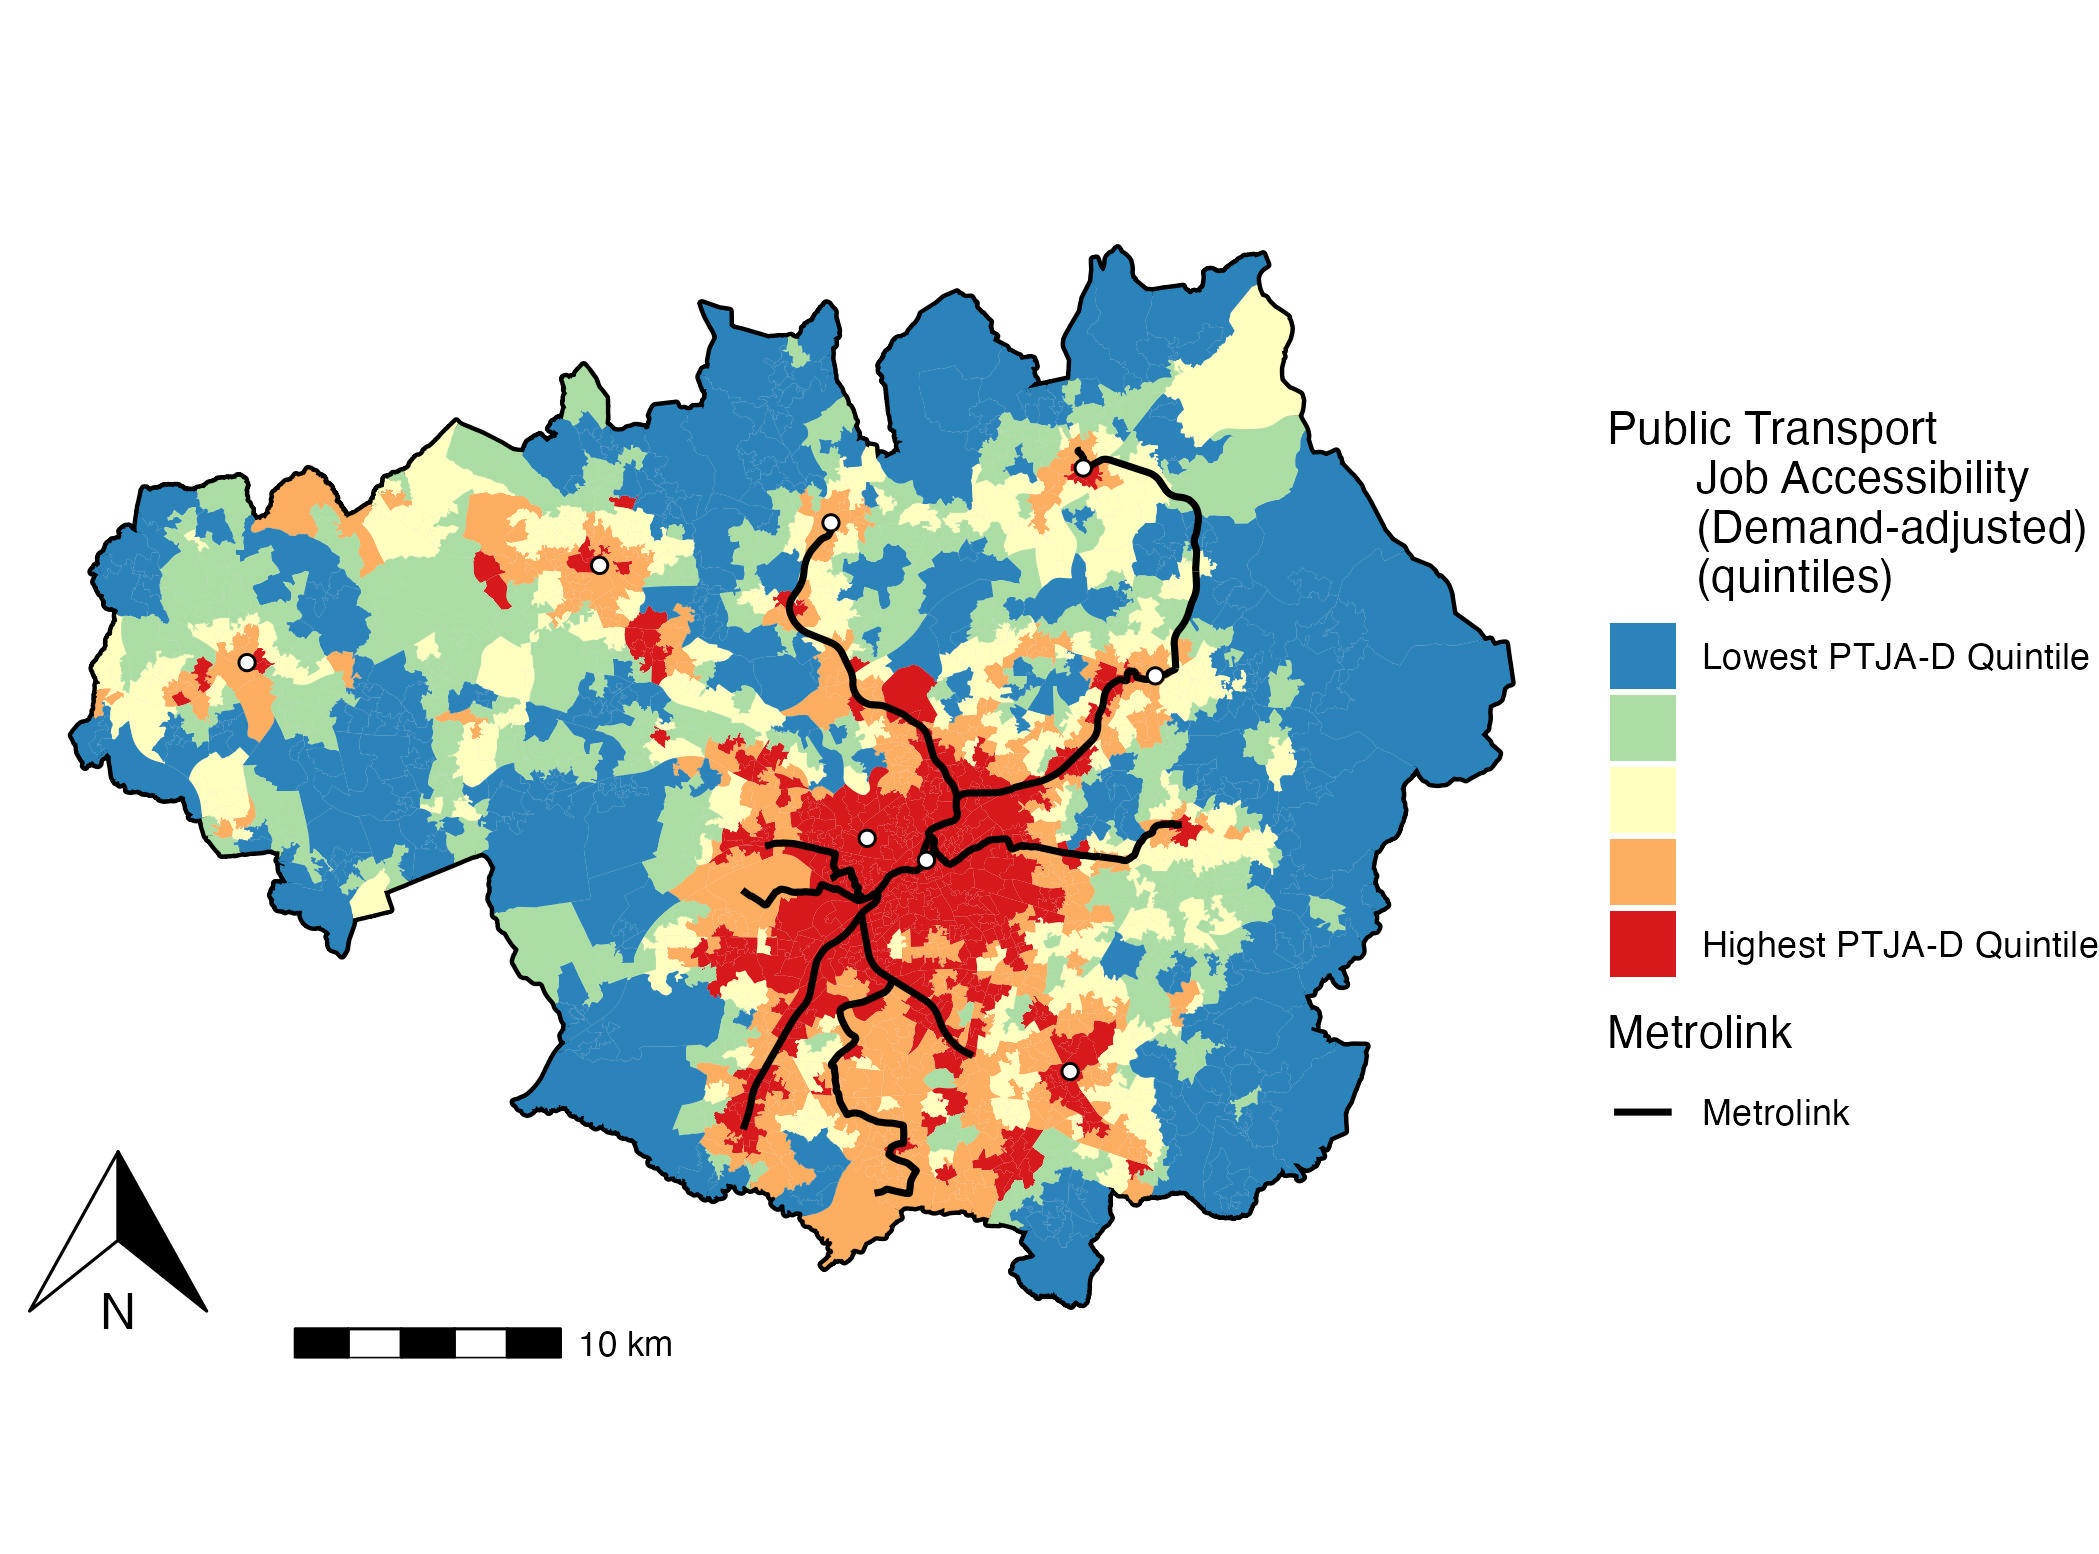 Public Transport
Job Accessibility
(Demand-adjusted)
(quintiles)
Lowest PTJA-D Quintile
Highest PTJA-D Quintile
Metrolink
Metrolink
N
10 km